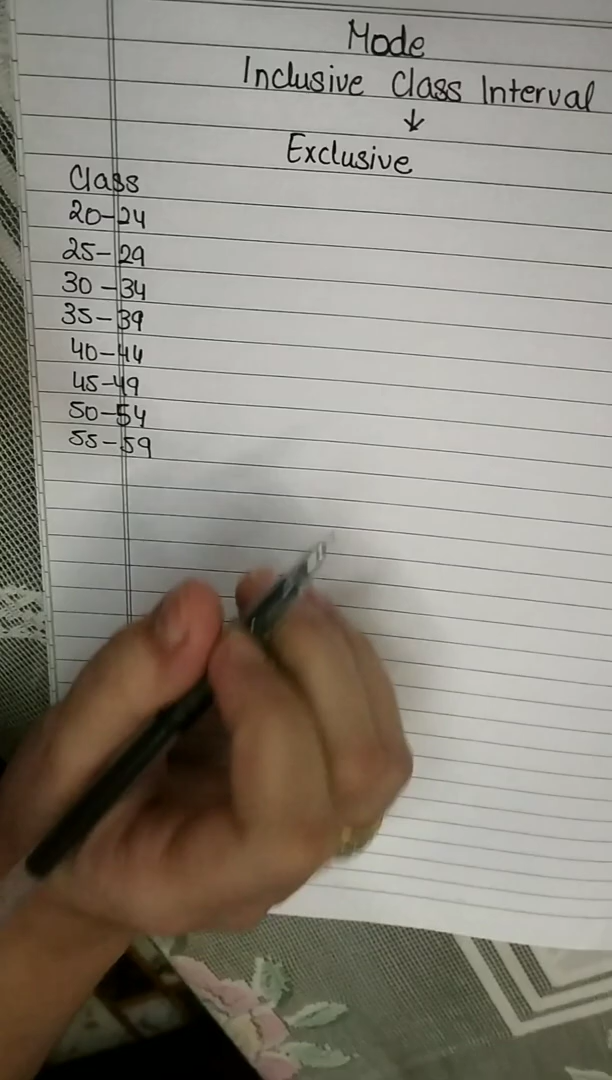 Mode
Inclusive Class Interval
↓
Exclusive
Class
20-24
25-29
30-34
35-39
40-44
45-49
50-54
55-59